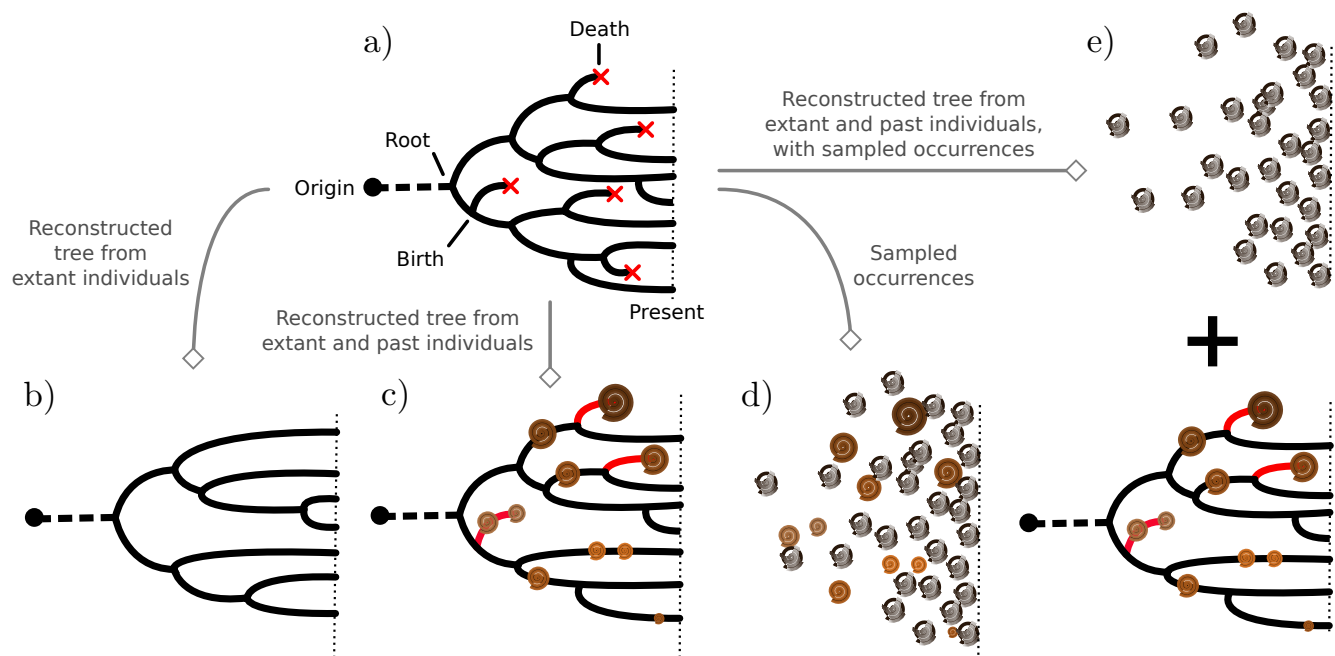 a)
Death
e)
Reconstructed tree from
extant and past individuals,
with sampled occurrences
Root
Origin
Reconstructed
tree from
extant individuals
Birth
Sampled
occurrences
Present
Reconstructed tree from
extant and past individuals
b)
c)
d)